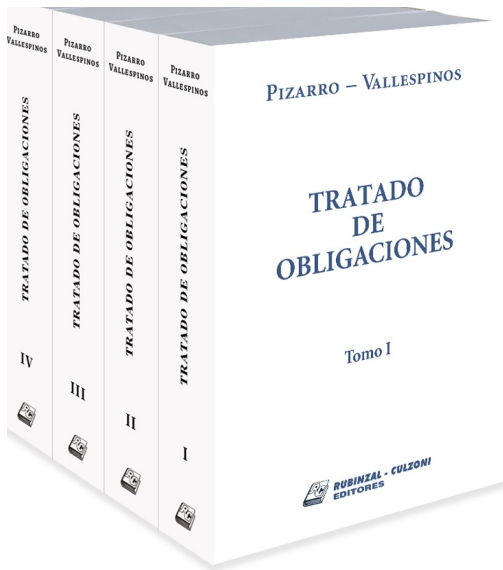 PIZARRO
VALLESPINOS
TRATADO DE OBLIGACIONES
IV
PIZARRO
VALLESPINOS
TRATADO DE OBLIGACIONES
III
PIZARRO
VALLESPINOS
TRATADO DE OBLIGACIONES
II
PIZARRO
VALLESPINOS
TRATADO DE OBLIGACIONES
I
PIZARRO – VALLESPINOS
TRATADO
DE
OBLIGACIONES
Tomo I
RC
RUBINZAL - CULZONI
EDITORES